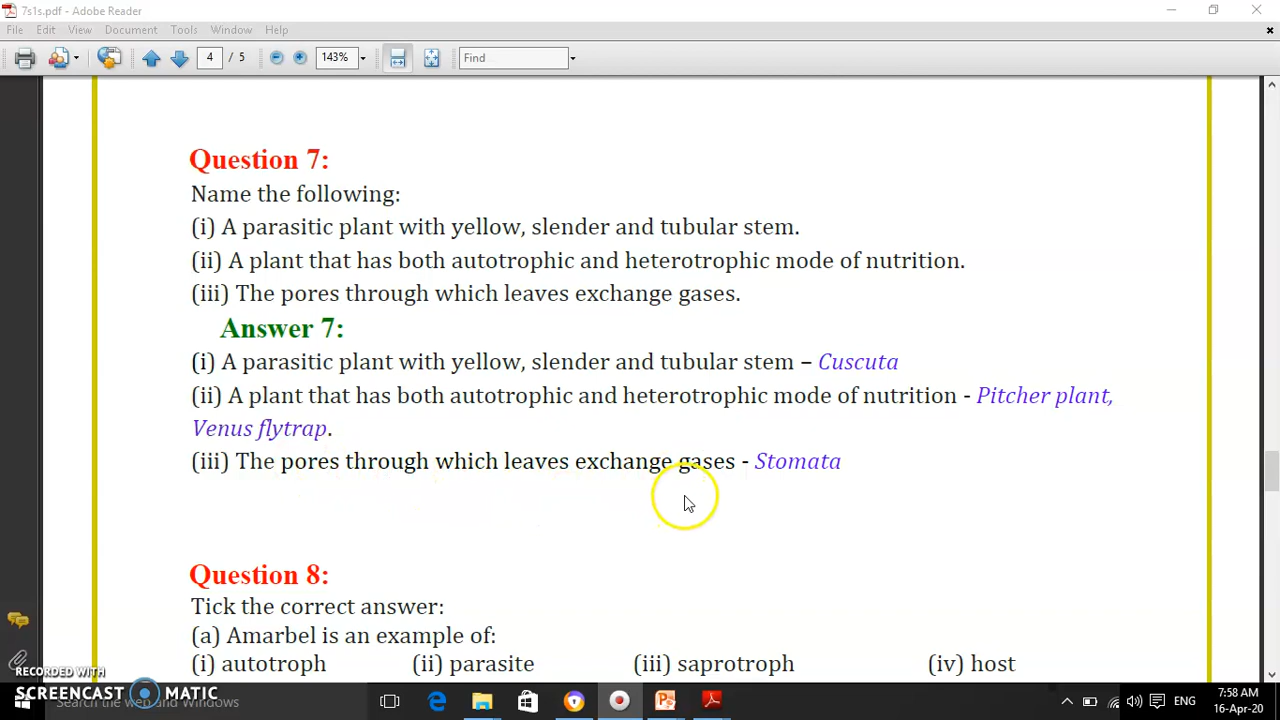 7s1s.pdf - Adobe Reader
File Edit View Document Tools Window Help
4 / 5 143% Find
Question 7:
Name the following:
(i) A parasitic plant with yellow, slender and tubular stem.
(ii) A plant that has both autotrophic and heterotrophic mode of nutrition.
(iii) The pores through which leaves exchange gases.
Answer 7:
(i) A parasitic plant with yellow, slender and tubular stem – Cuscuta
(ii) A plant that has both autotrophic and heterotrophic mode of nutrition - Pitcher plant,
Venus flytrap.
(iii) The pores through which leaves exchange gases - Stomata
Question 8:
Tick the correct answer:
(a) Amarbel is an example of:
(i) autotroph (ii) parasite (iii) saprotroph (iv) host
RECORDED WITH
SCREENCAST MATIC
Search the web and Windows
ENG
7:58 AM
16-Apr-20